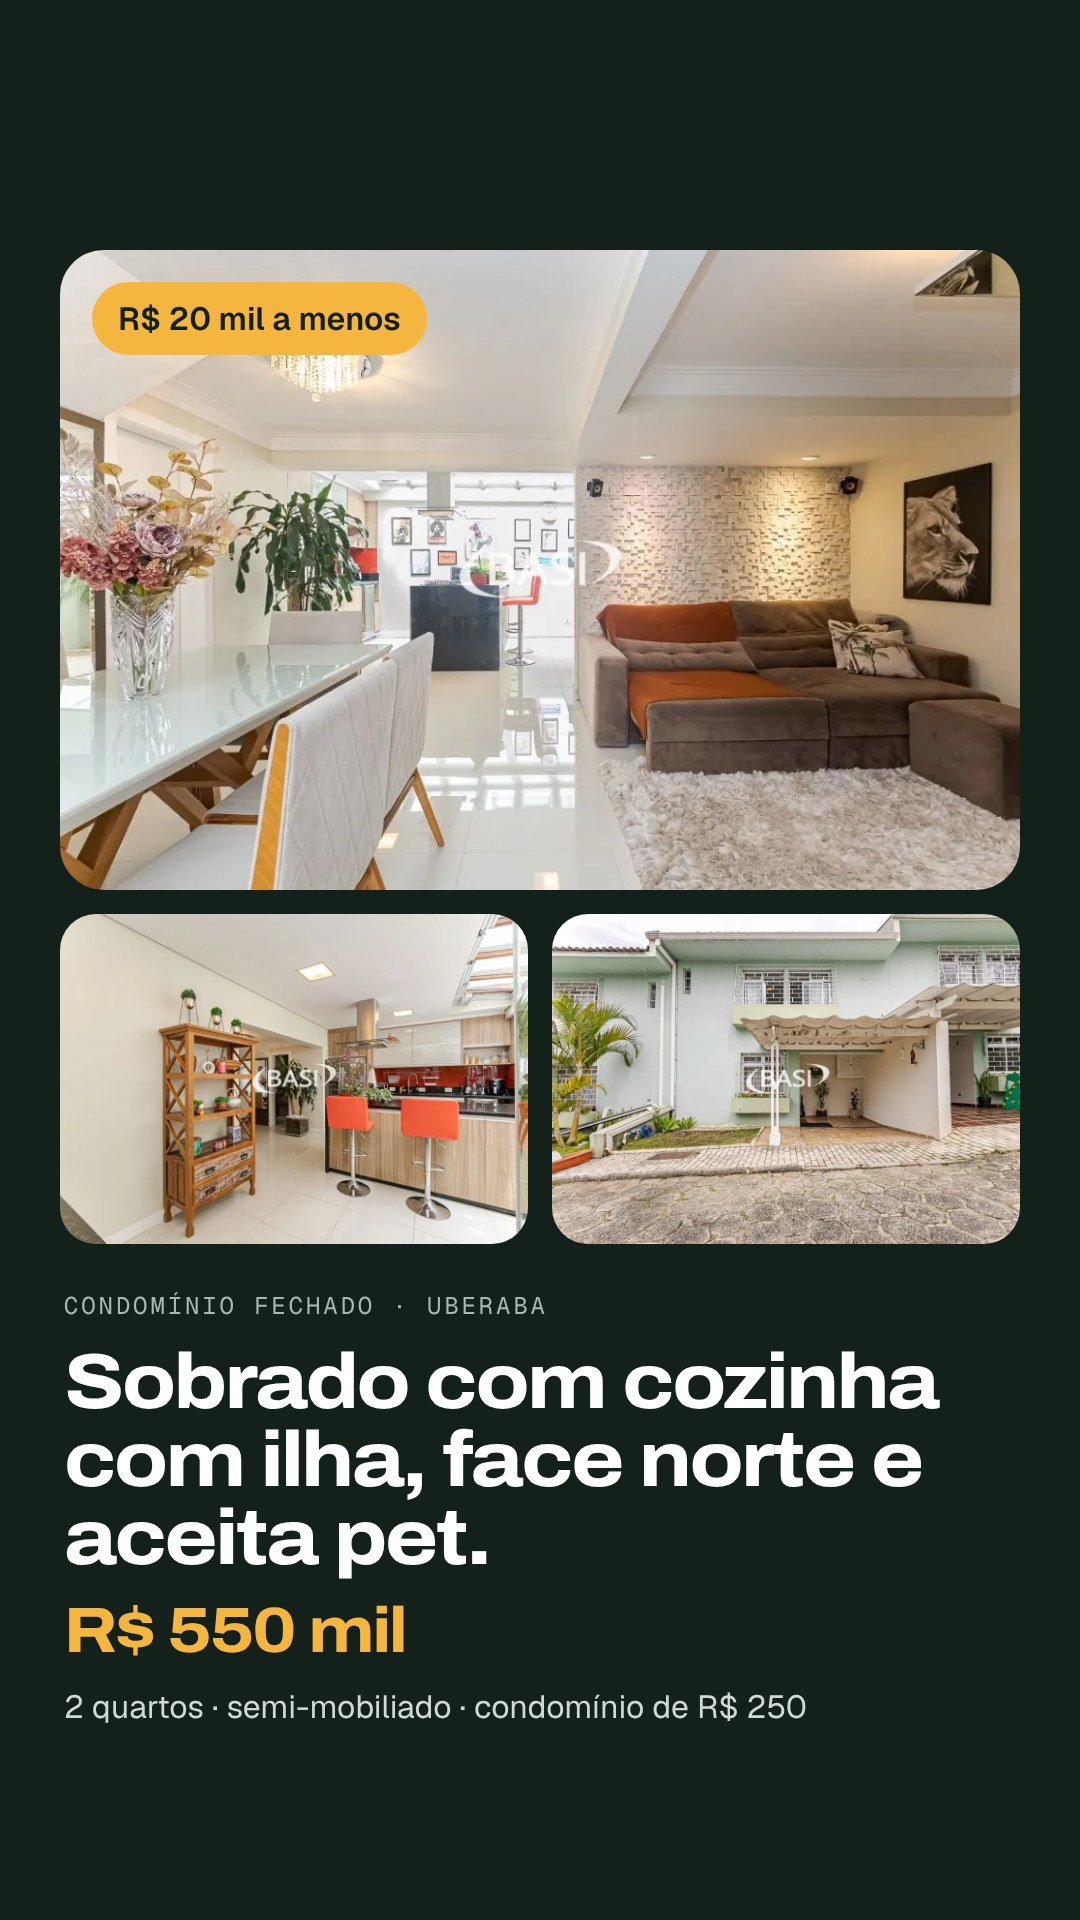 R$ 20 mil a menos
BASI
BASI
BASI
CONDOMÍNIO FECHADO · UBERABA
Sobrado com cozinha
com ilha, face norte e
aceita pet.
R$ 550 mil
2 quartos · semi-mobiliado · condomínio de R$ 250